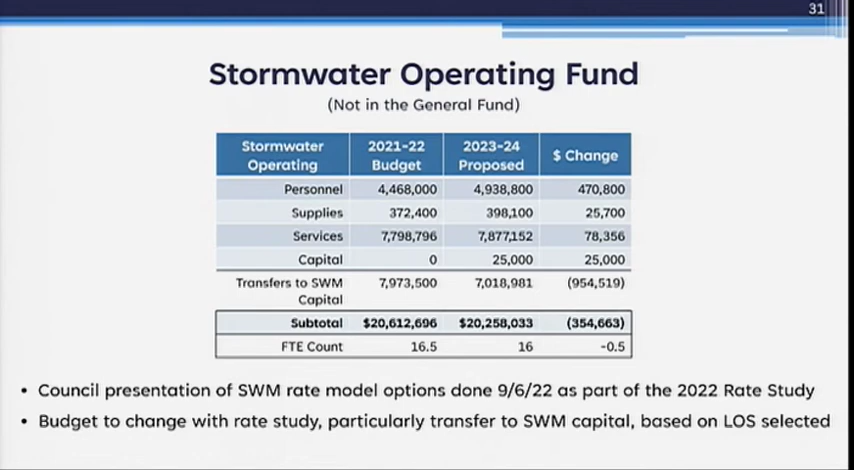 31
Stormwater Operating Fund
(Not in the General Fund)
Stormwater Operating 2021-22 Budget 2023-24 Proposed $ Change
Personnel 4,468,000 4,938,800 470,800
Supplies 372,400 398,100 25,700
Services 7,798,796 7,877,152 78,356
Capital 0 25,000 25,000
Transfers to SWM Capital 7,973,500 7,018,981 (954,519)
Subtotal $20,612,696 $20,258,033 (354,663)
FTE Count 16.5 16 -0.5
• Council presentation of SWM rate model options done 9/6/22 as part of the 2022 Rate Study
• Budget to change with rate study, particularly transfer to SWM capital, based on LOS selected